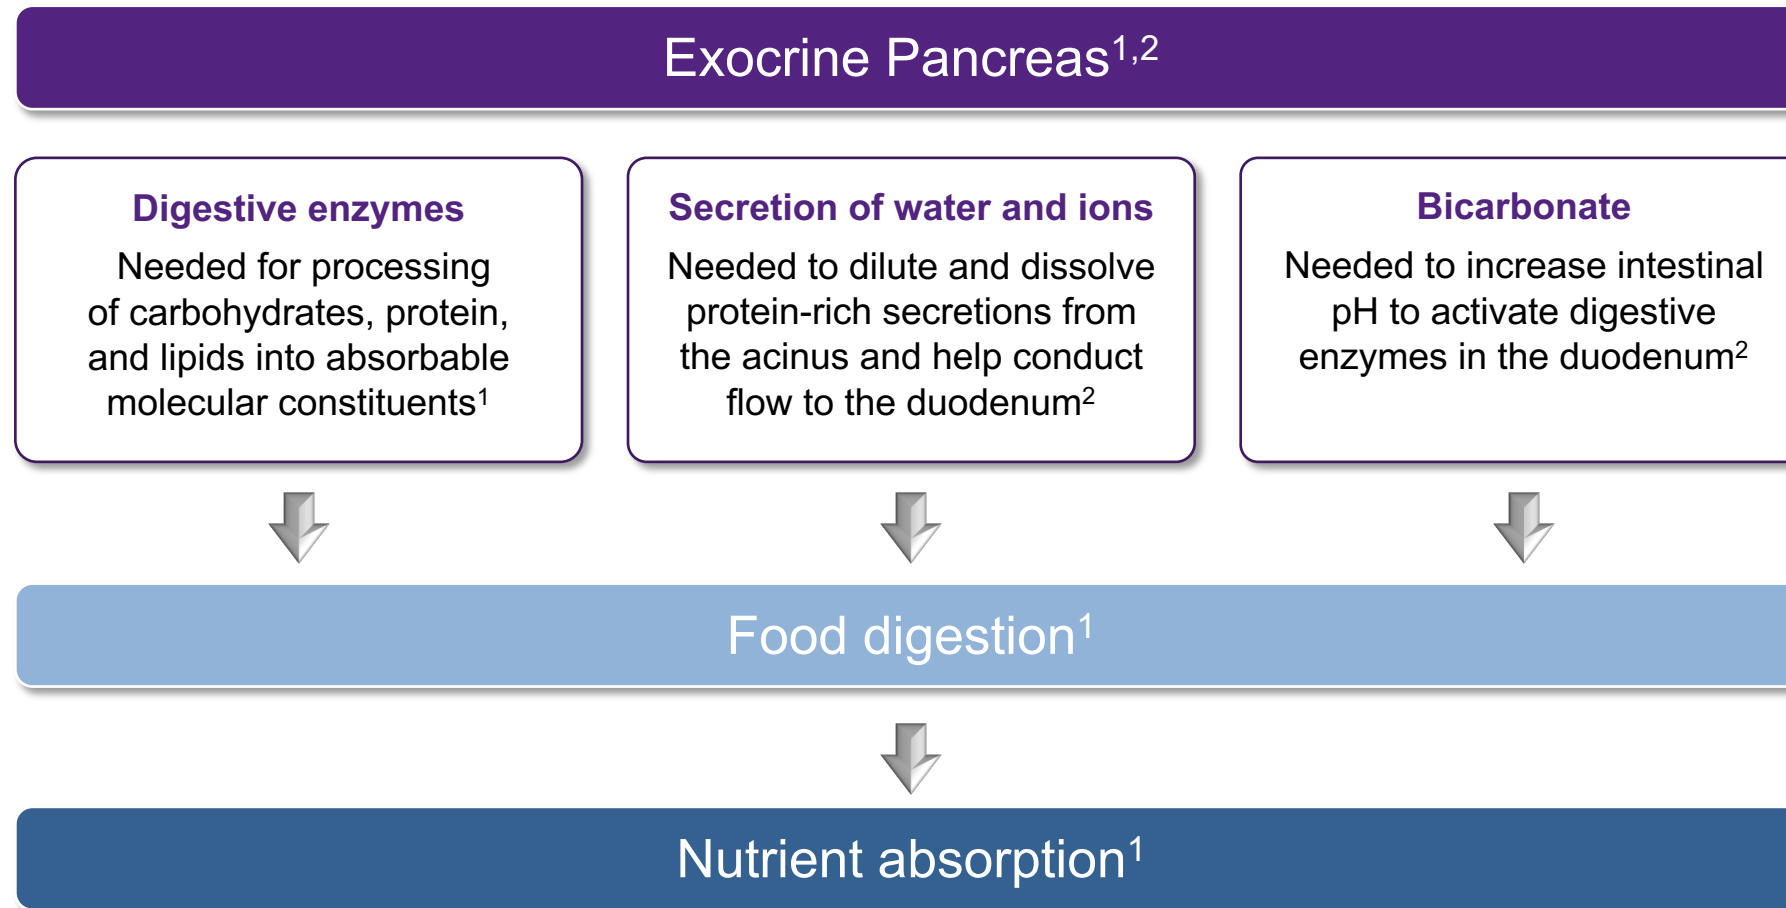 Exocrine Pancreas1,2
Digestive enzymes
Needed for processing
of carbohydrates, protein,
and lipids into absorbable
molecular constituents1
Secretion of water and ions
Needed to dilute and dissolve
protein-rich secretions from
the acinus and help conduct
flow to the duodenum2
Bicarbonate
Needed to increase intestinal
pH to activate digestive
enzymes in the duodenum2
Food digestion1
Nutrient absorption1